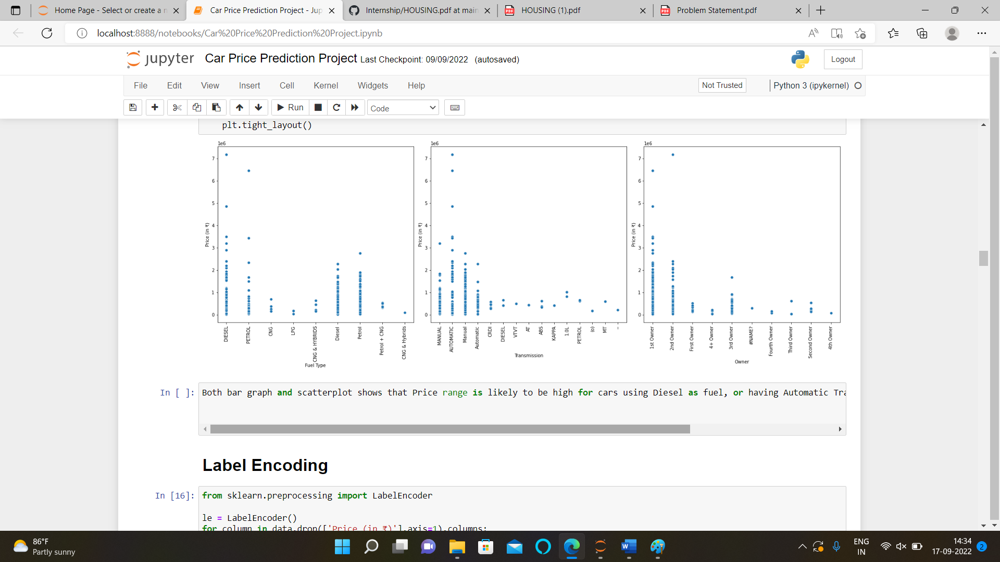 Home Page - Select or create a n
Car Price Prediction Project - Jup
Internship/HOUSING.pdf at main
HOUSING (1).pdf
Problem Statement.pdf
localhost:8888/notebooks/Car%20Price%20Prediction%20Project.ipynb
jupyter Car Price Prediction Project Last Checkpoint: 09/09/2022 (autosaved)
Logout
File Edit View Insert Cell Kernel Widgets Help
Not Trusted
Python 3 (ipykernel)
Run
Code
plt.tight_layout()
1e6
7
6
5
4
3
2
1
0
Price (in ₹)
DIESEL
PETROL
CNG
LPG
CNG & HYBRIDS
Diesel
Petrol
Petrol + CNG
CNG & Hybrids
Fuel Type
1e6
7
6
5
4
3
2
1
0
Price (in ₹)
MANUAL
AUTOMATIC
Manual
Automatic
CRDI
DIESEL
VTVT
AT
ABS
KAPPA
1.0L
PETROL
(o)
MT
–
Transmission
1e6
7
6
5
4
3
2
1
0
Price (in ₹)
1st Owner
2nd Owner
First Owner
4+ Owner
3rd Owner
#NAME?
Fourth Owner
Third Owner
Second Owner
4th Owner
Owner
In [ ]: Both bar graph and scatterplot shows that Price range is likely to be high for cars using Diesel as fuel, or having Automatic Tra
Label Encoding
In [16]: from sklearn.preprocessing import LabelEncoder
le = LabelEncoder()
for column in data.drop(['Price (in ₹)'],axis=1).columns:
86°F
Partly sunny
ENG
IN
14:34
17-09-2022
2